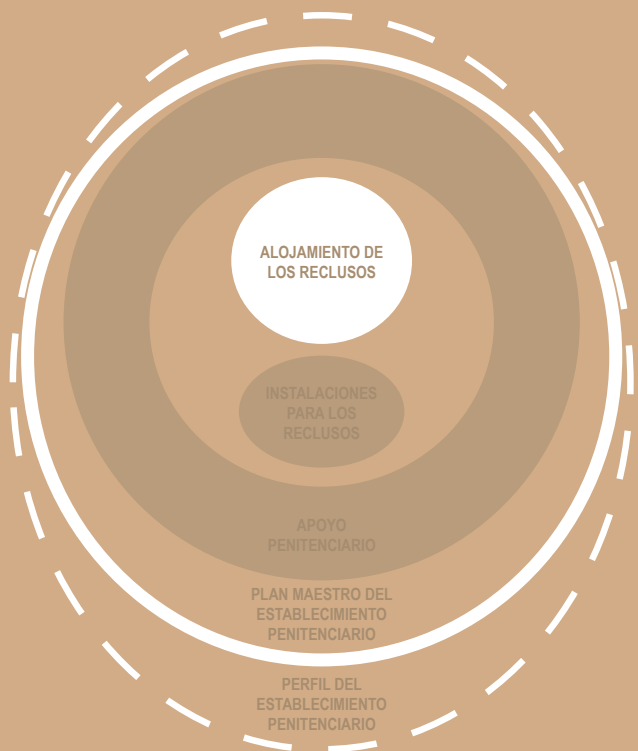 ALOJAMIENTO DE
LOS RECLUSOS
INSTALACIONES
PARA LOS
RECLUSOS
APOYO
PENITENCIARIO
PLAN MAESTRO DEL
ESTABLECIMIENTO
PENITENCIARIO
PERFIL DEL
ESTABLECIMIENTO
PENITENCIARIO